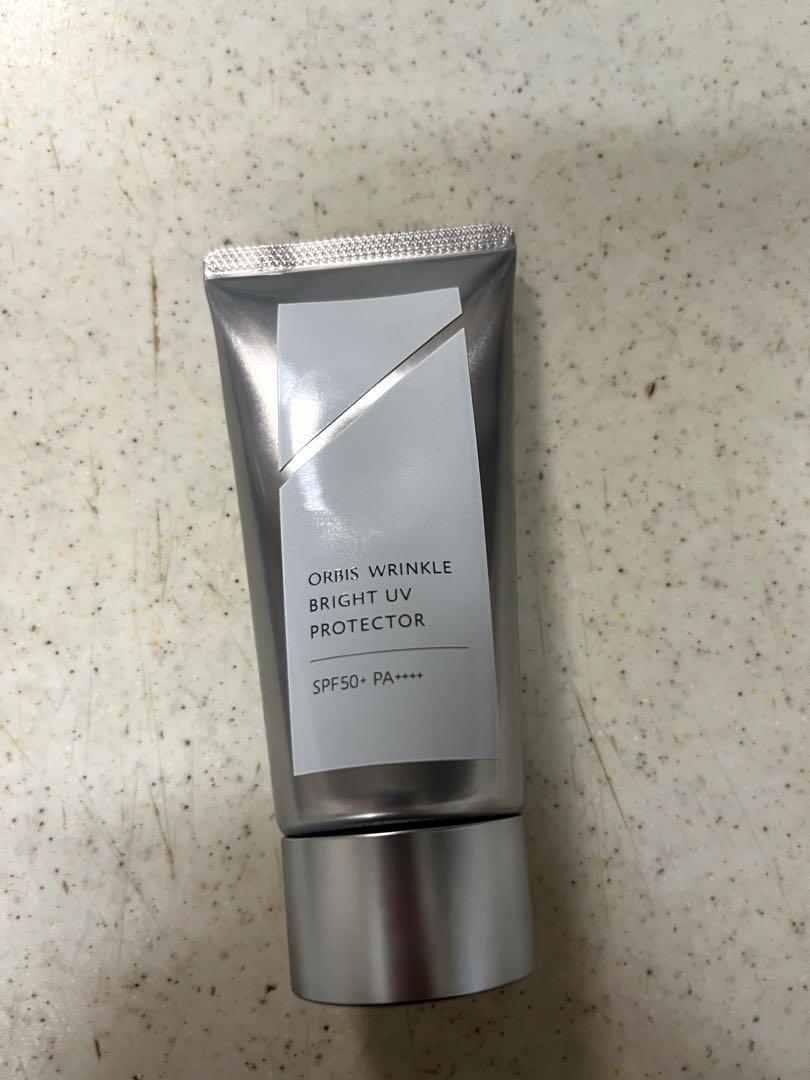 ORBIS WRINKLE
BRIGHT UV
PROTECTOR
SPF50+ PA++++